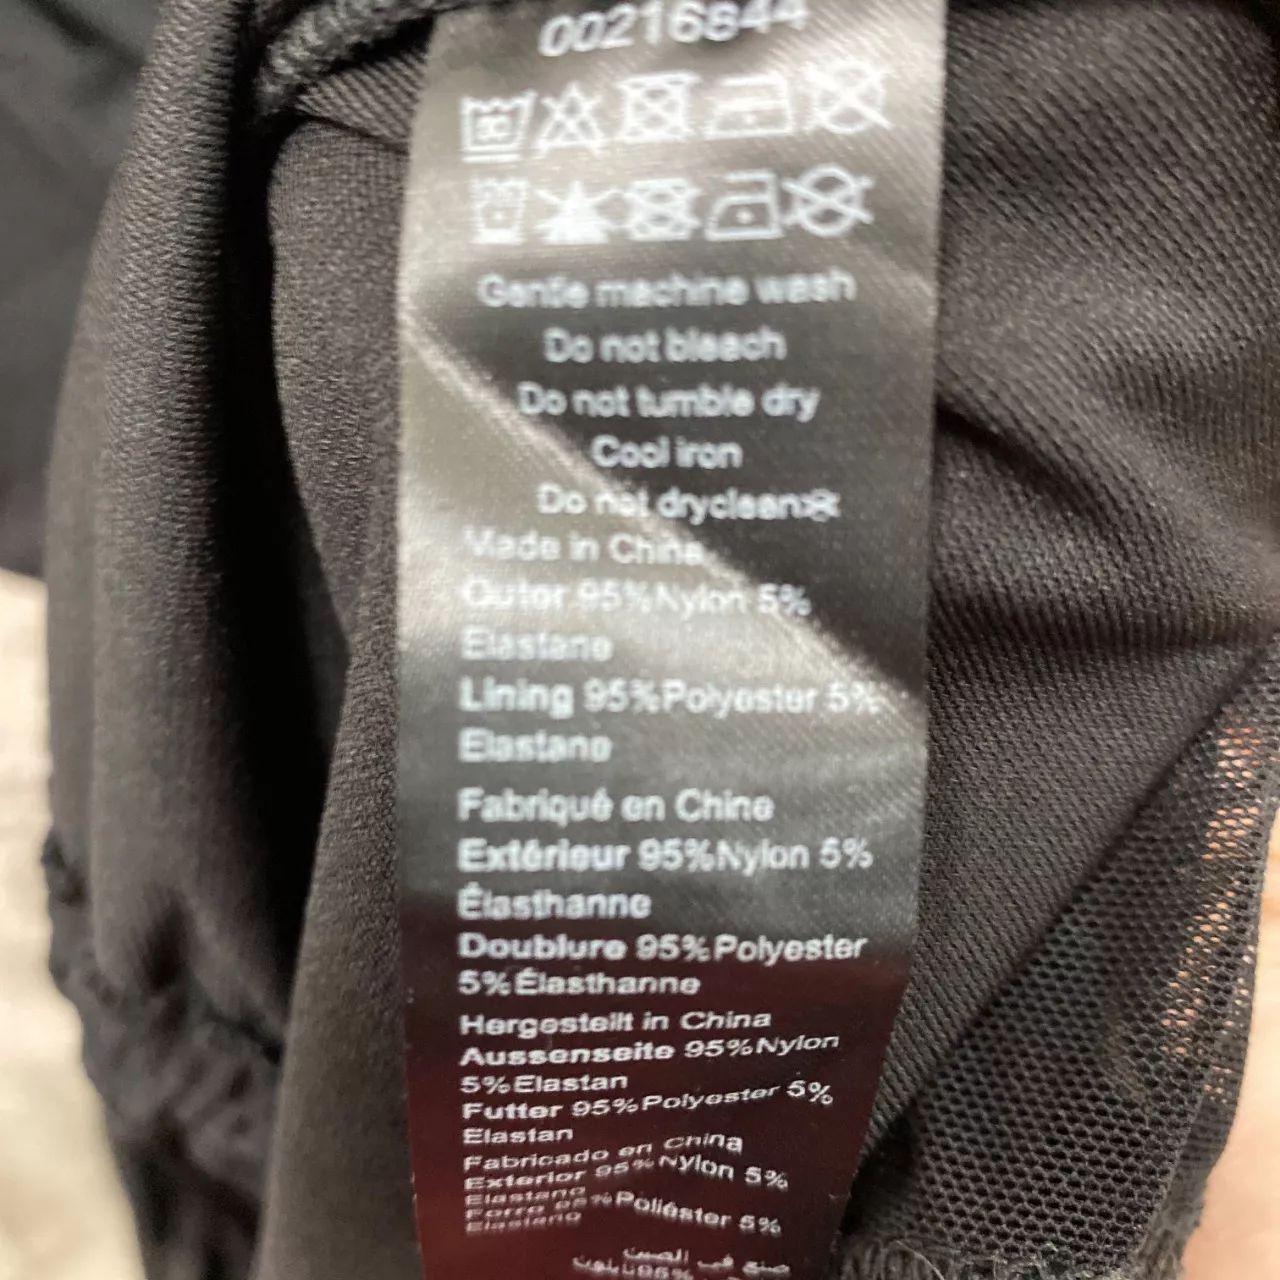 00216844
Gentle machine wash
Do not bleach
Do not tumble dry
Cool iron
Do not dryclean
Made in China
Outer 95%Nylon 5%
Elastane
Lining 95%Polyester 5%
Elastane
Fabriqué en Chine
Extérieur 95%Nylon 5%
Élasthanne
Doublure 95%Polyester
5%Élasthanne
Hergestellt in China
Aussenseite 95%Nylon
5%Elastan
Futter 95%Polyester 5%
Elastan
Fabricado en China
Exterior 95%Nylon 5%
Elastano
Forro 95%Poliéster 5%
Elastano
صنع في الصين